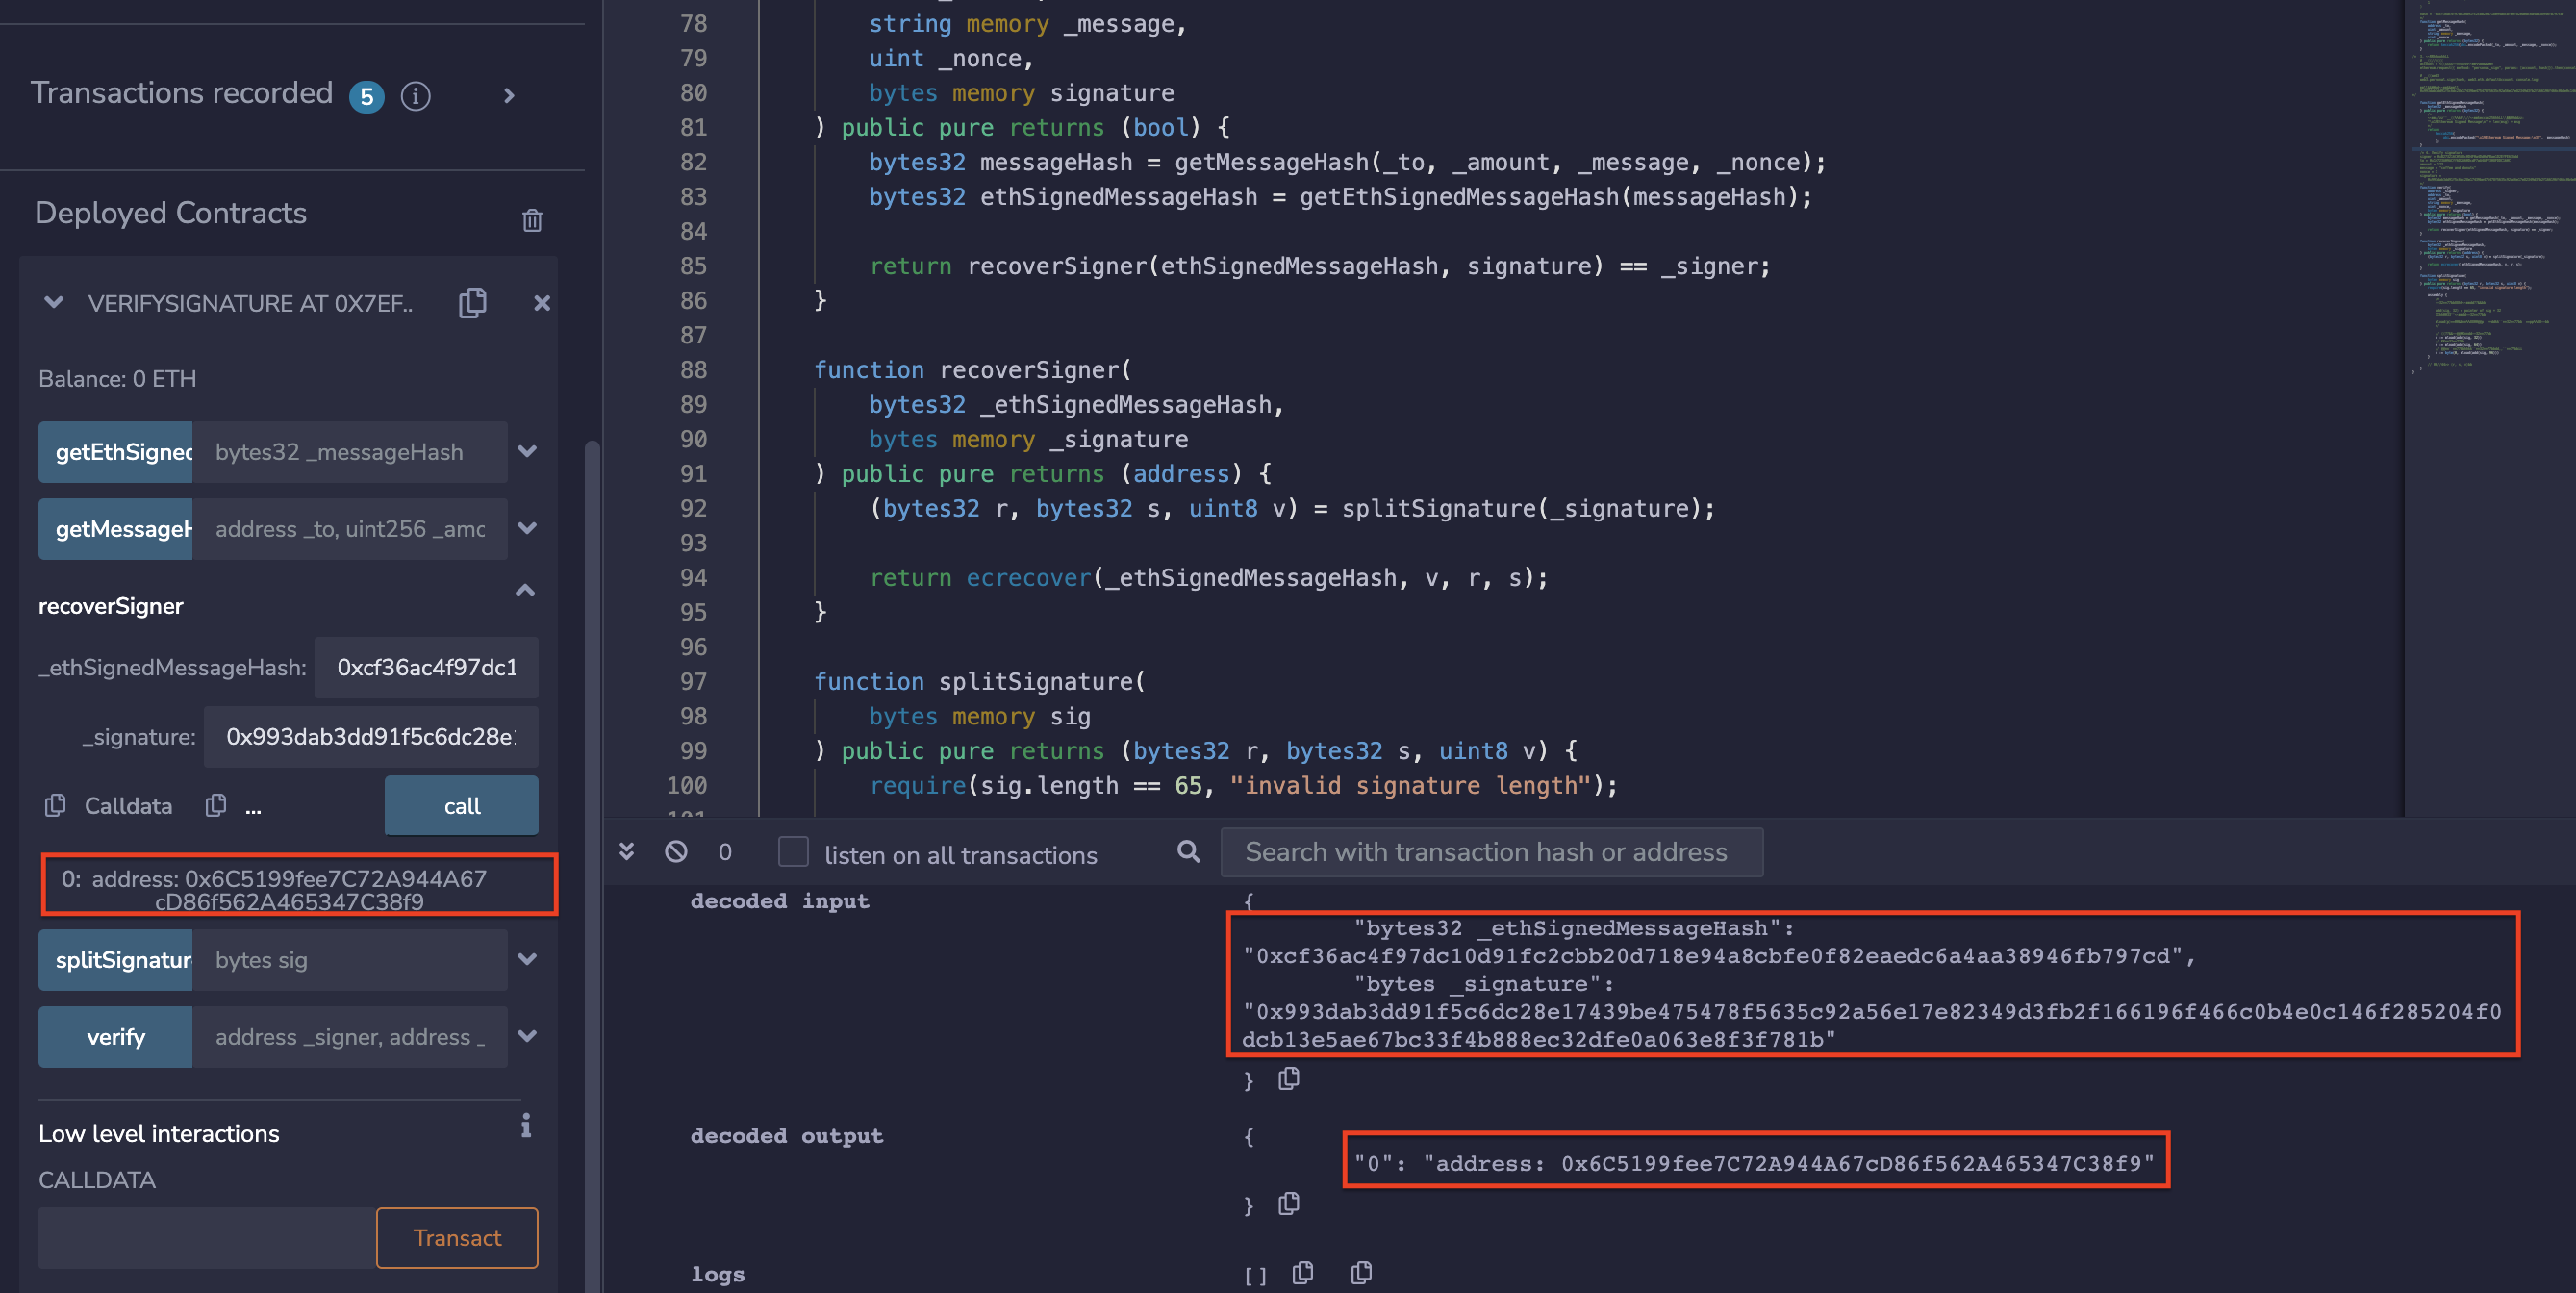 Transactions recorded 5
Deployed Contracts
VERIFYSIGNATURE AT 0X7EF..
Balance: 0 ETH
getEthSigned bytes32 _messageHash
getMessageH address _to, uint256 _amo
recoverSigner
_ethSignedMessageHash: 0xcf36ac4f97dc1
_signature: 0x993dab3dd91f5c6dc28e
Calldata ... call
0: address: 0x6C5199fee7C72A944A67
cD86f562A465347C38f9
splitSignatur bytes sig
verify address _signer, address _
Low level interactions
CALLDATA
Transact
78 string memory _message,
79 uint _nonce,
80 bytes memory signature
81 ) public pure returns (bool) {
82 bytes32 messageHash = getMessageHash(_to, _amount, _message, _nonce);
83 bytes32 ethSignedMessageHash = getEthSignedMessageHash(messageHash);
84
85 return recoverSigner(ethSignedMessageHash, signature) == _signer;
86 }
87
88 function recoverSigner(
89 bytes32 _ethSignedMessageHash,
90 bytes memory _signature
91 ) public pure returns (address) {
92 (bytes32 r, bytes32 s, uint8 v) = splitSignature(_signature);
93
94 return ecrecover(_ethSignedMessageHash, v, r, s);
95 }
96
97 function splitSignature(
98 bytes memory sig
99 ) public pure returns (bytes32 r, bytes32 s, uint8 v) {
100 require(sig.length == 65, "invalid signature length");
0 listen on all transactions Search with transaction hash or address
decoded input {
"bytes32 _ethSignedMessageHash":
"0xcf36ac4f97dc10d91fc2cbb20d718e94a8cbfe0f82eaedc6a4aa38946fb797cd",
"bytes _signature":
"0x993dab3dd91f5c6dc28e17439be475478f5635c92a56e17e82349d3fb2f166196f466c0b4e0c146f285204f0
dcb13e5ae67bc33f4b888ec32dfe0a063e8f3f781b"
}
decoded output {
"0": "address: 0x6C5199fee7C72A944A67cD86f562A465347C38f9"
}
logs []